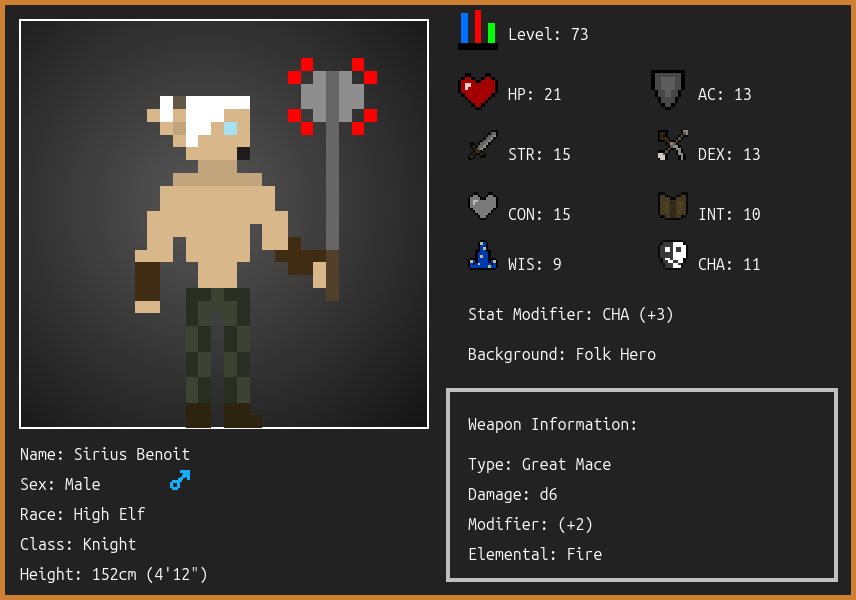 Level: 73
HP: 21
AC: 13
STR: 15
DEX: 13
CON: 15
INT: 10
WIS: 9
CHA: 11
Stat Modifier: CHA (+3)
Background: Folk Hero
Weapon Information:
Type: Great Mace
Damage: d6
Modifier: (+2)
Elemental: Fire
Name: Sirius Benoit
Sex: Male
Race: High Elf
Class: Knight
Height: 152cm (4'12")